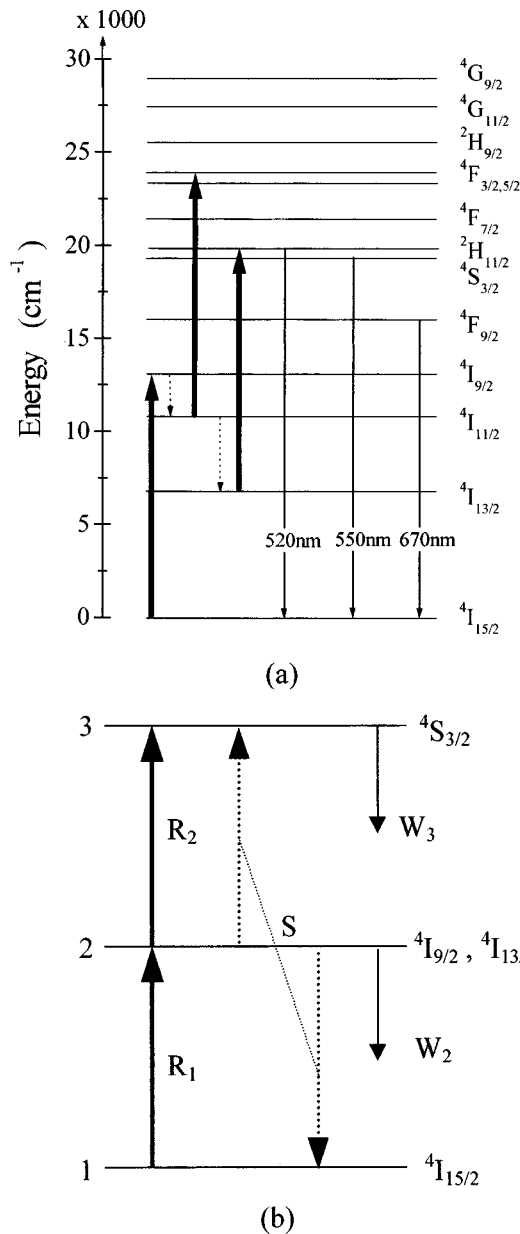 x 1000
30
25
20
15
10
5
0
Energy (cm⁻¹)
⁴G₉/₂
⁴G₁₁/₂
²H₉/₂
⁴F₃/₂,₅/₂
⁴F₇/₂
²H₁₁/₂
⁴S₃/₂
⁴F₉/₂
⁴I₉/₂
⁴I₁₁/₂
⁴I₁₃/₂
520nm 550nm 670nm
⁴I₁₅/₂
(a)
3 ⁴S₃/₂
R₂ W₃
S
2 ⁴I₉/₂ , ⁴I₁₃/
R₁ W₂
1 ⁴I₁₅/₂
(b)